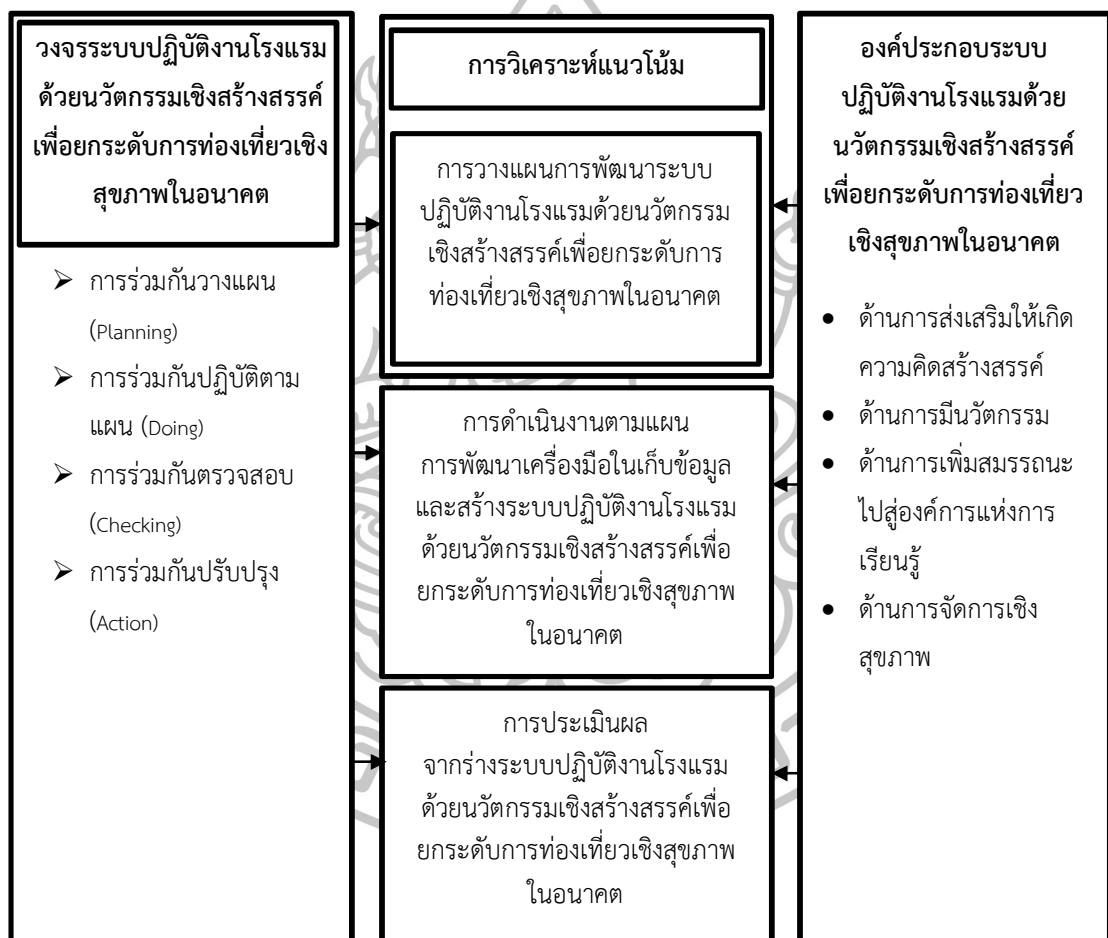 วงจรระบบปฏิบัติงานโรงแรม
ด้วยนวัตกรรมเชิงสร้างสรรค์
เพื่อยกระดับการท่องเที่ยวเชิง
สุขภาพในอนาคต
➢ การร่วมกันวางแผน
(Planning)
➢ การร่วมกันปฏิบัติตาม
แผน (Doing)
➢ การร่วมกันตรวจสอบ
(Checking)
➢ การร่วมกันปรับปรุง
(Action)
การวิเคราะห์แนวโน้ม
การวางแผนการพัฒนาระบบ
ปฏิบัติงานโรงแรมด้วยนวัตกรรม
เชิงสร้างสรรค์เพื่อยกระดับการ
ท่องเที่ยวเชิงสุขภาพในอนาคต
การดำเนินงานตามแผน
การพัฒนาเครื่องมือในเก็บข้อมูล
และสร้างระบบปฏิบัติงานโรงแรม
ด้วยนวัตกรรมเชิงสร้างสรรค์เพื่อ
ยกระดับการท่องเที่ยวเชิงสุขภาพ
ในอนาคต
การประเมินผล
จากร่างระบบปฏิบัติงานโรงแรม
ด้วยนวัตกรรมเชิงสร้างสรรค์เพื่อ
ยกระดับการท่องเที่ยวเชิงสุขภาพ
ในอนาคต
องค์ประกอบระบบ
ปฏิบัติงานโรงแรมด้วย
นวัตกรรมเชิงสร้างสรรค์
เพื่อยกระดับการท่องเที่ยว
เชิงสุขภาพในอนาคต
● ด้านการส่งเสริมให้เกิด
ความคิดสร้างสรรค์
● ด้านการมีนวัตกรรม
● ด้านการเพิ่มสมรรถนะ
ไปสู่องค์การแห่งการ
เรียนรู้
● ด้านการจัดการเชิง
สุขภาพ